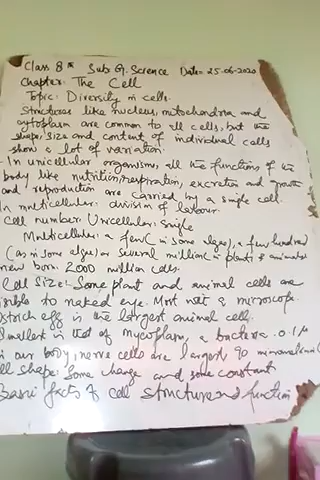 Class 8th Sub: G. Science Date: 25-06-2020
Chapter: The Cell
Topic: Diversity in cells.
Structures like nucleus, mitochondria and
cytoplasm are common to all cells, but the
shape, size and content of individual cells
show a lot of variation.
- In unicellular organisms, all the functions of the
body like nutrition, respiration, excretion and growth
and reproduction are carried by a single cell.
In multicellular: division of labour.
Cell number: Unicellular: single
Multicellular: a few (in some algae), a few hundred
(as in some algae) or several million (in plants & animals
new born: 2000 million cells.
Cell Size: Some plant and animal cells are
visible to naked eye. Most need a microscope.
Ostrich egg is the largest animal cell.
Smallest is that of mycoplasm, a bacteria. 0.1 μ
in our body, nerve cells are largest 90
cell shape: Some change and some constant
Basic facts of cell structure and function